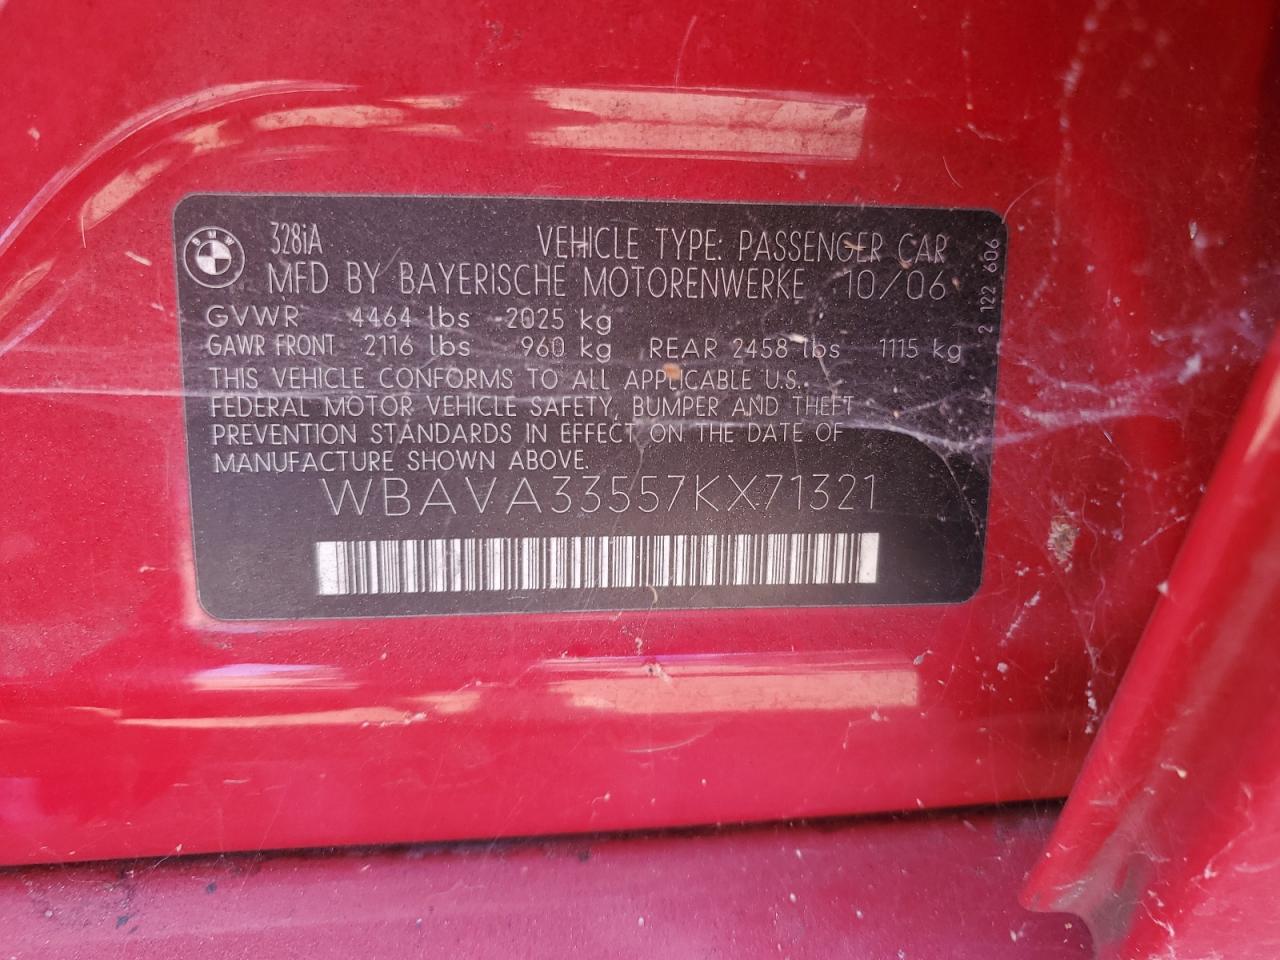 BMW
328iA VEHICLE TYPE: PASSENGER CAR
MFD BY BAYERISCHE MOTORENWERKE 10/06
GVWR 4464 lbs 2025 kg
GAWR FRONT 2116 lbs 960 kg REAR 2458 lbs 1115 kg
THIS VEHICLE CONFORMS TO ALL APPLICABLE U.S.
FEDERAL MOTOR VEHICLE SAFETY, BUMPER AND THEFT
PREVENTION STANDARDS IN EFFECT ON THE DATE OF
MANUFACTURE SHOWN ABOVE.
WBAVA33557KX71321
2 122 606